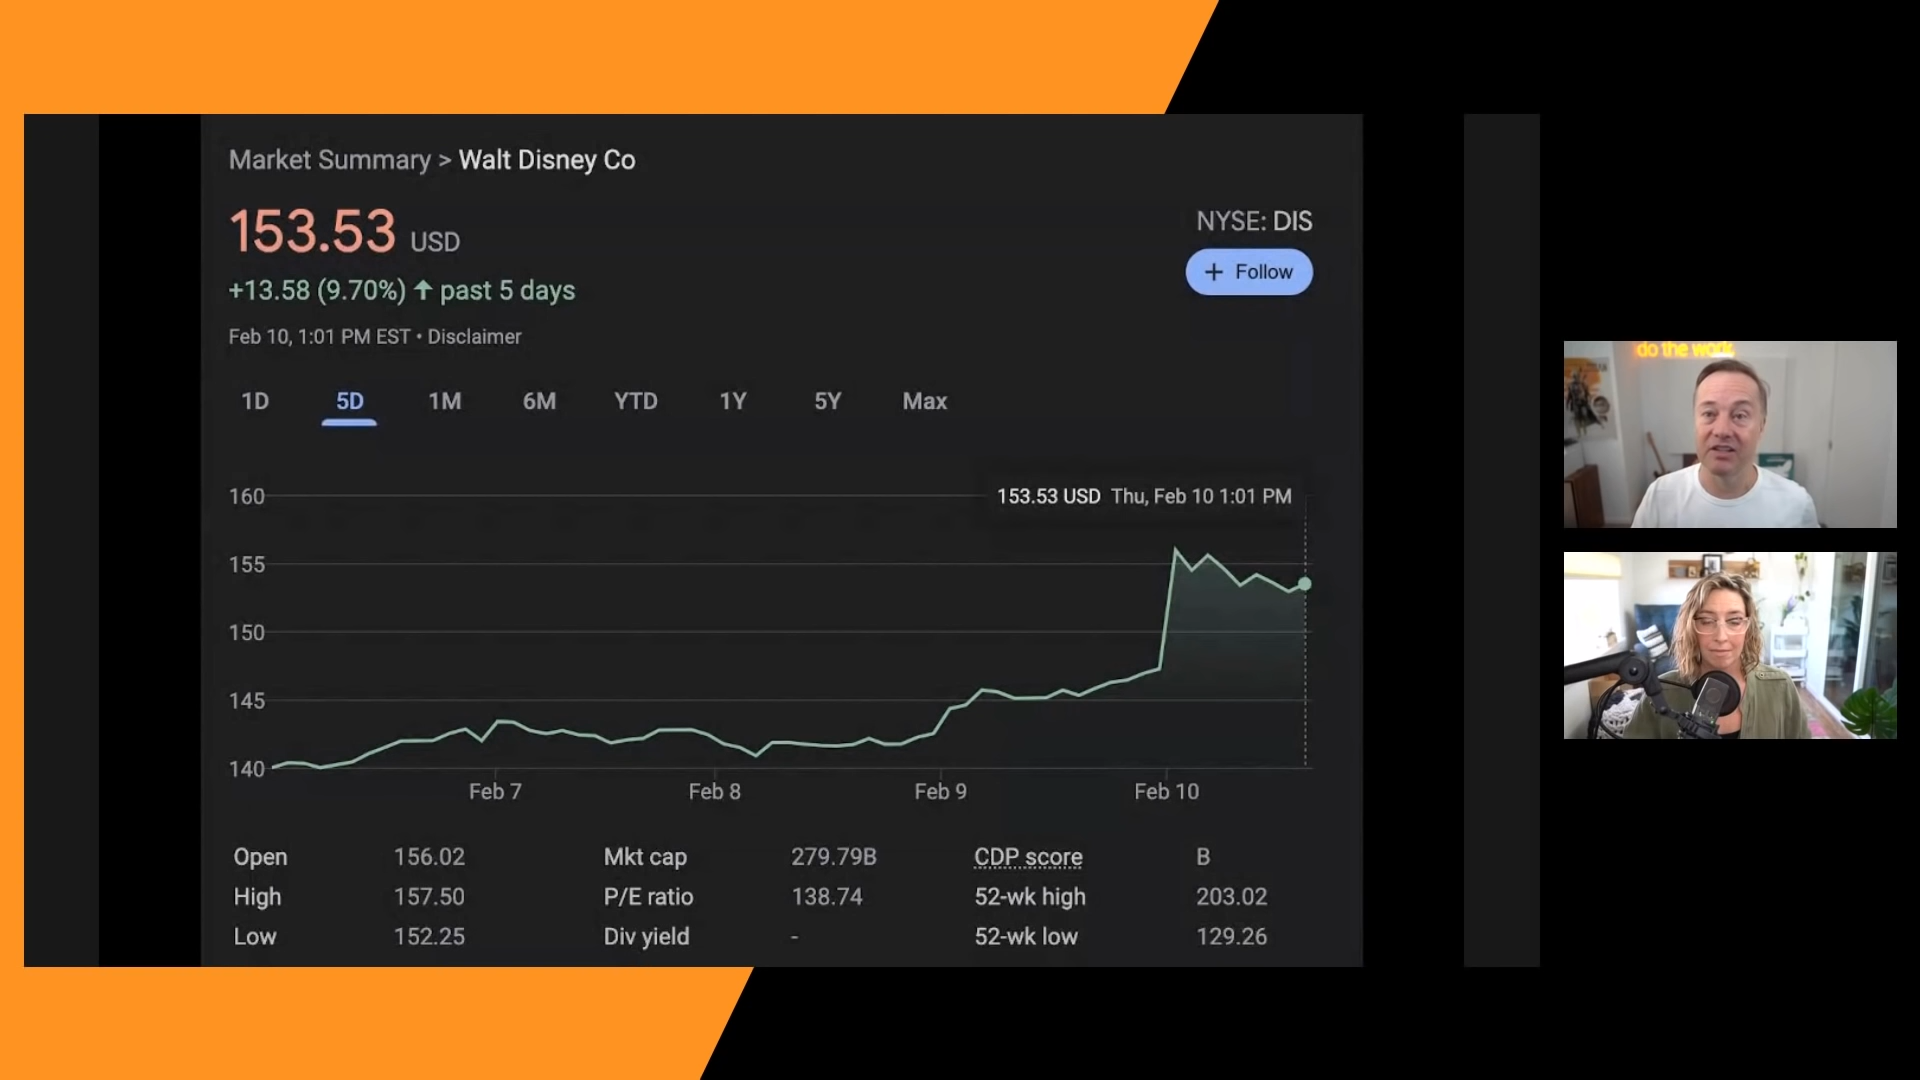 Market Summary > Walt Disney Co
153.53 USD
NYSE: DIS
+ Follow
+13.58 (9.70%) ↑ past 5 days
Feb 10, 1:01 PM EST • Disclaimer
1D 5D 1M 6M YTD 1Y 5Y Max
153.53 USD Thu, Feb 10 1:01 PM
160
155
150
145
140
Feb 7 Feb 8 Feb 9 Feb 10
Open 156.02 Mkt cap 279.79B CDP score B
High 157.50 P/E ratio 138.74 52-wk high 203.02
Low 152.25 Div yield - 52-wk low 129.26
do the work